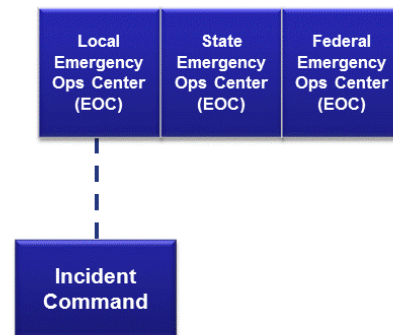 Local
Emergency
Ops Center
(EOC)
State
Emergency
Ops Center
(EOC)
Federal
Emergency
Ops Center
(EOC)
Incident
Command